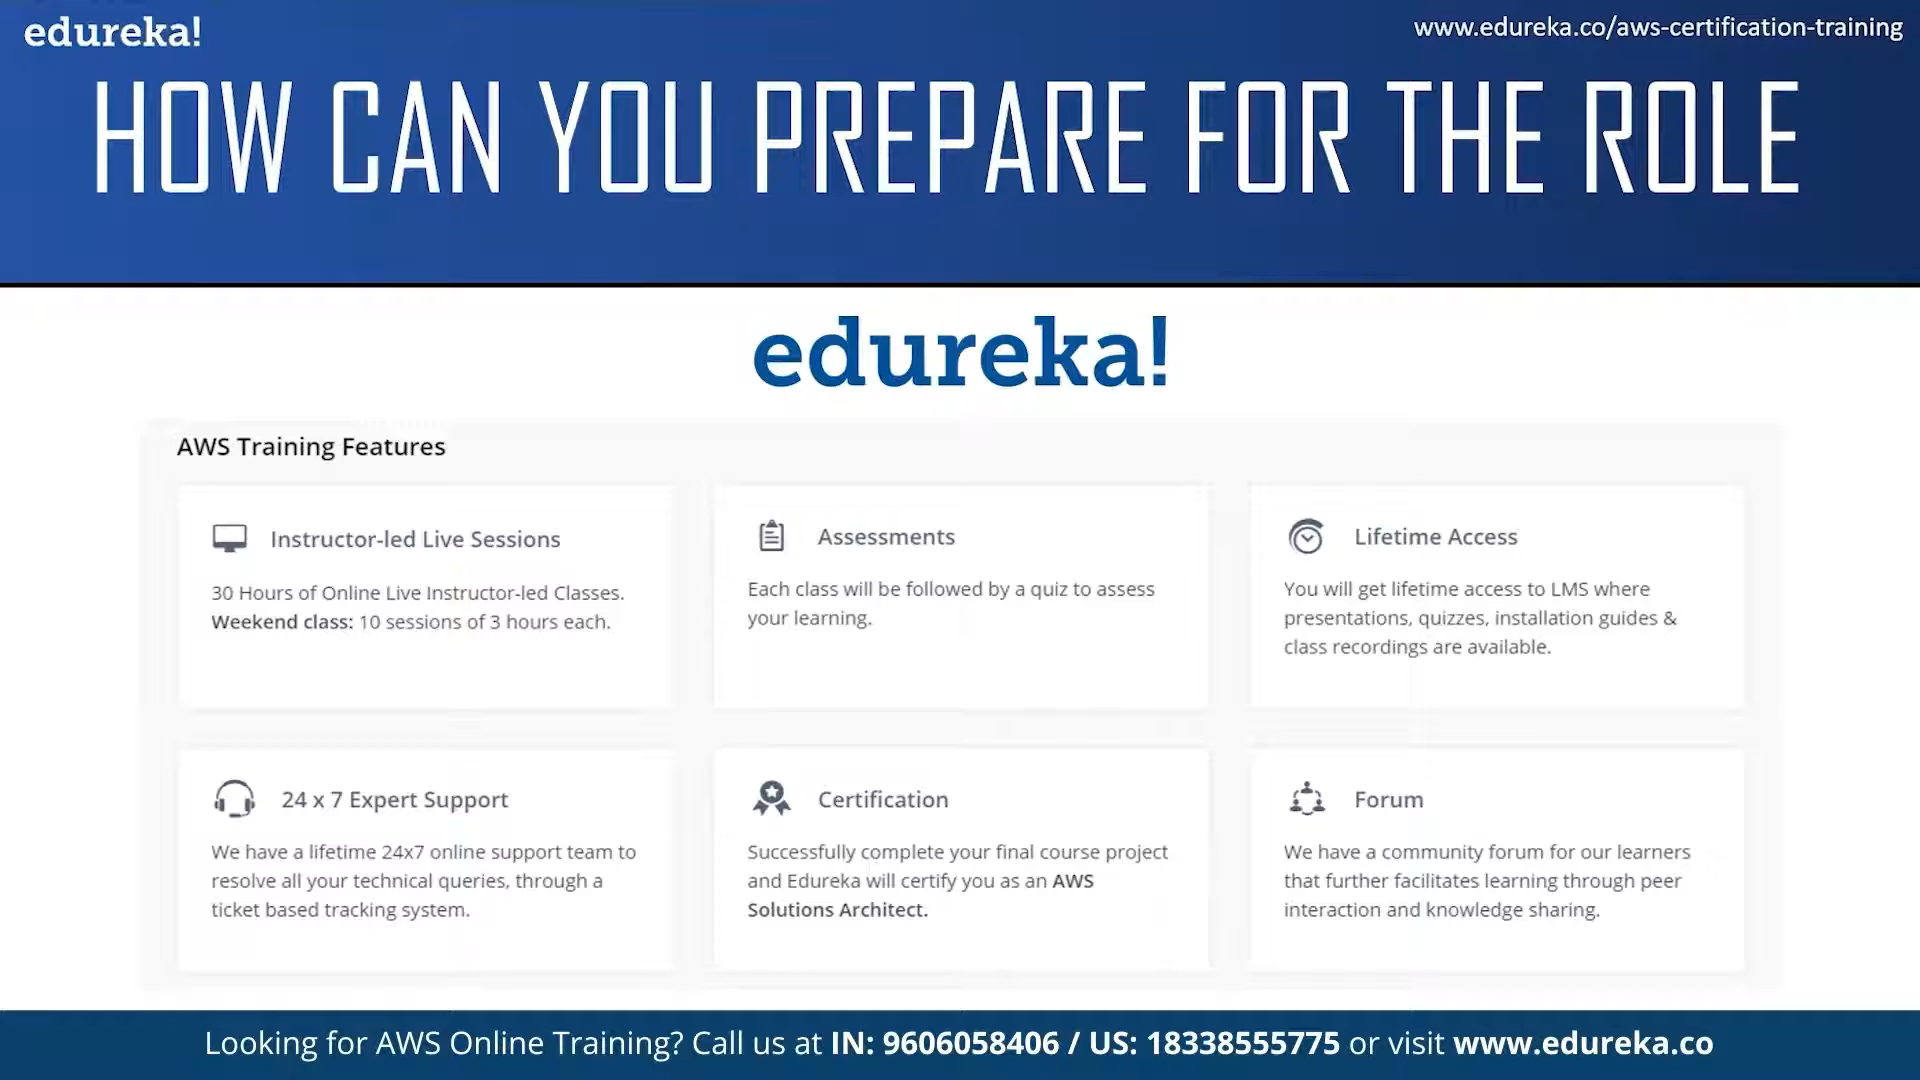 edureka!
www.edureka.co/aws-certification-training
HOW CAN YOU PREPARE FOR THE ROLE
edureka!
AWS Training Features
Instructor-led Live Sessions
30 Hours of Online Live Instructor-led Classes.
Weekend class: 10 sessions of 3 hours each.
Assessments
Each class will be followed by a quiz to assess
your learning.
Lifetime Access
You will get lifetime access to LMS where
presentations, quizzes, installation guides &
class recordings are available.
24 x 7 Expert Support
We have a lifetime 24x7 online support team to
resolve all your technical queries, through a
ticket based tracking system.
Certification
Successfully complete your final course project
and Edureka will certify you as an AWS
Solutions Architect.
Forum
We have a community forum for our learners
that further facilitates learning through peer
interaction and knowledge sharing.
Looking for AWS Online Training? Call us at IN: 9606058406 / US: 18338555775 or visit www.edureka.co